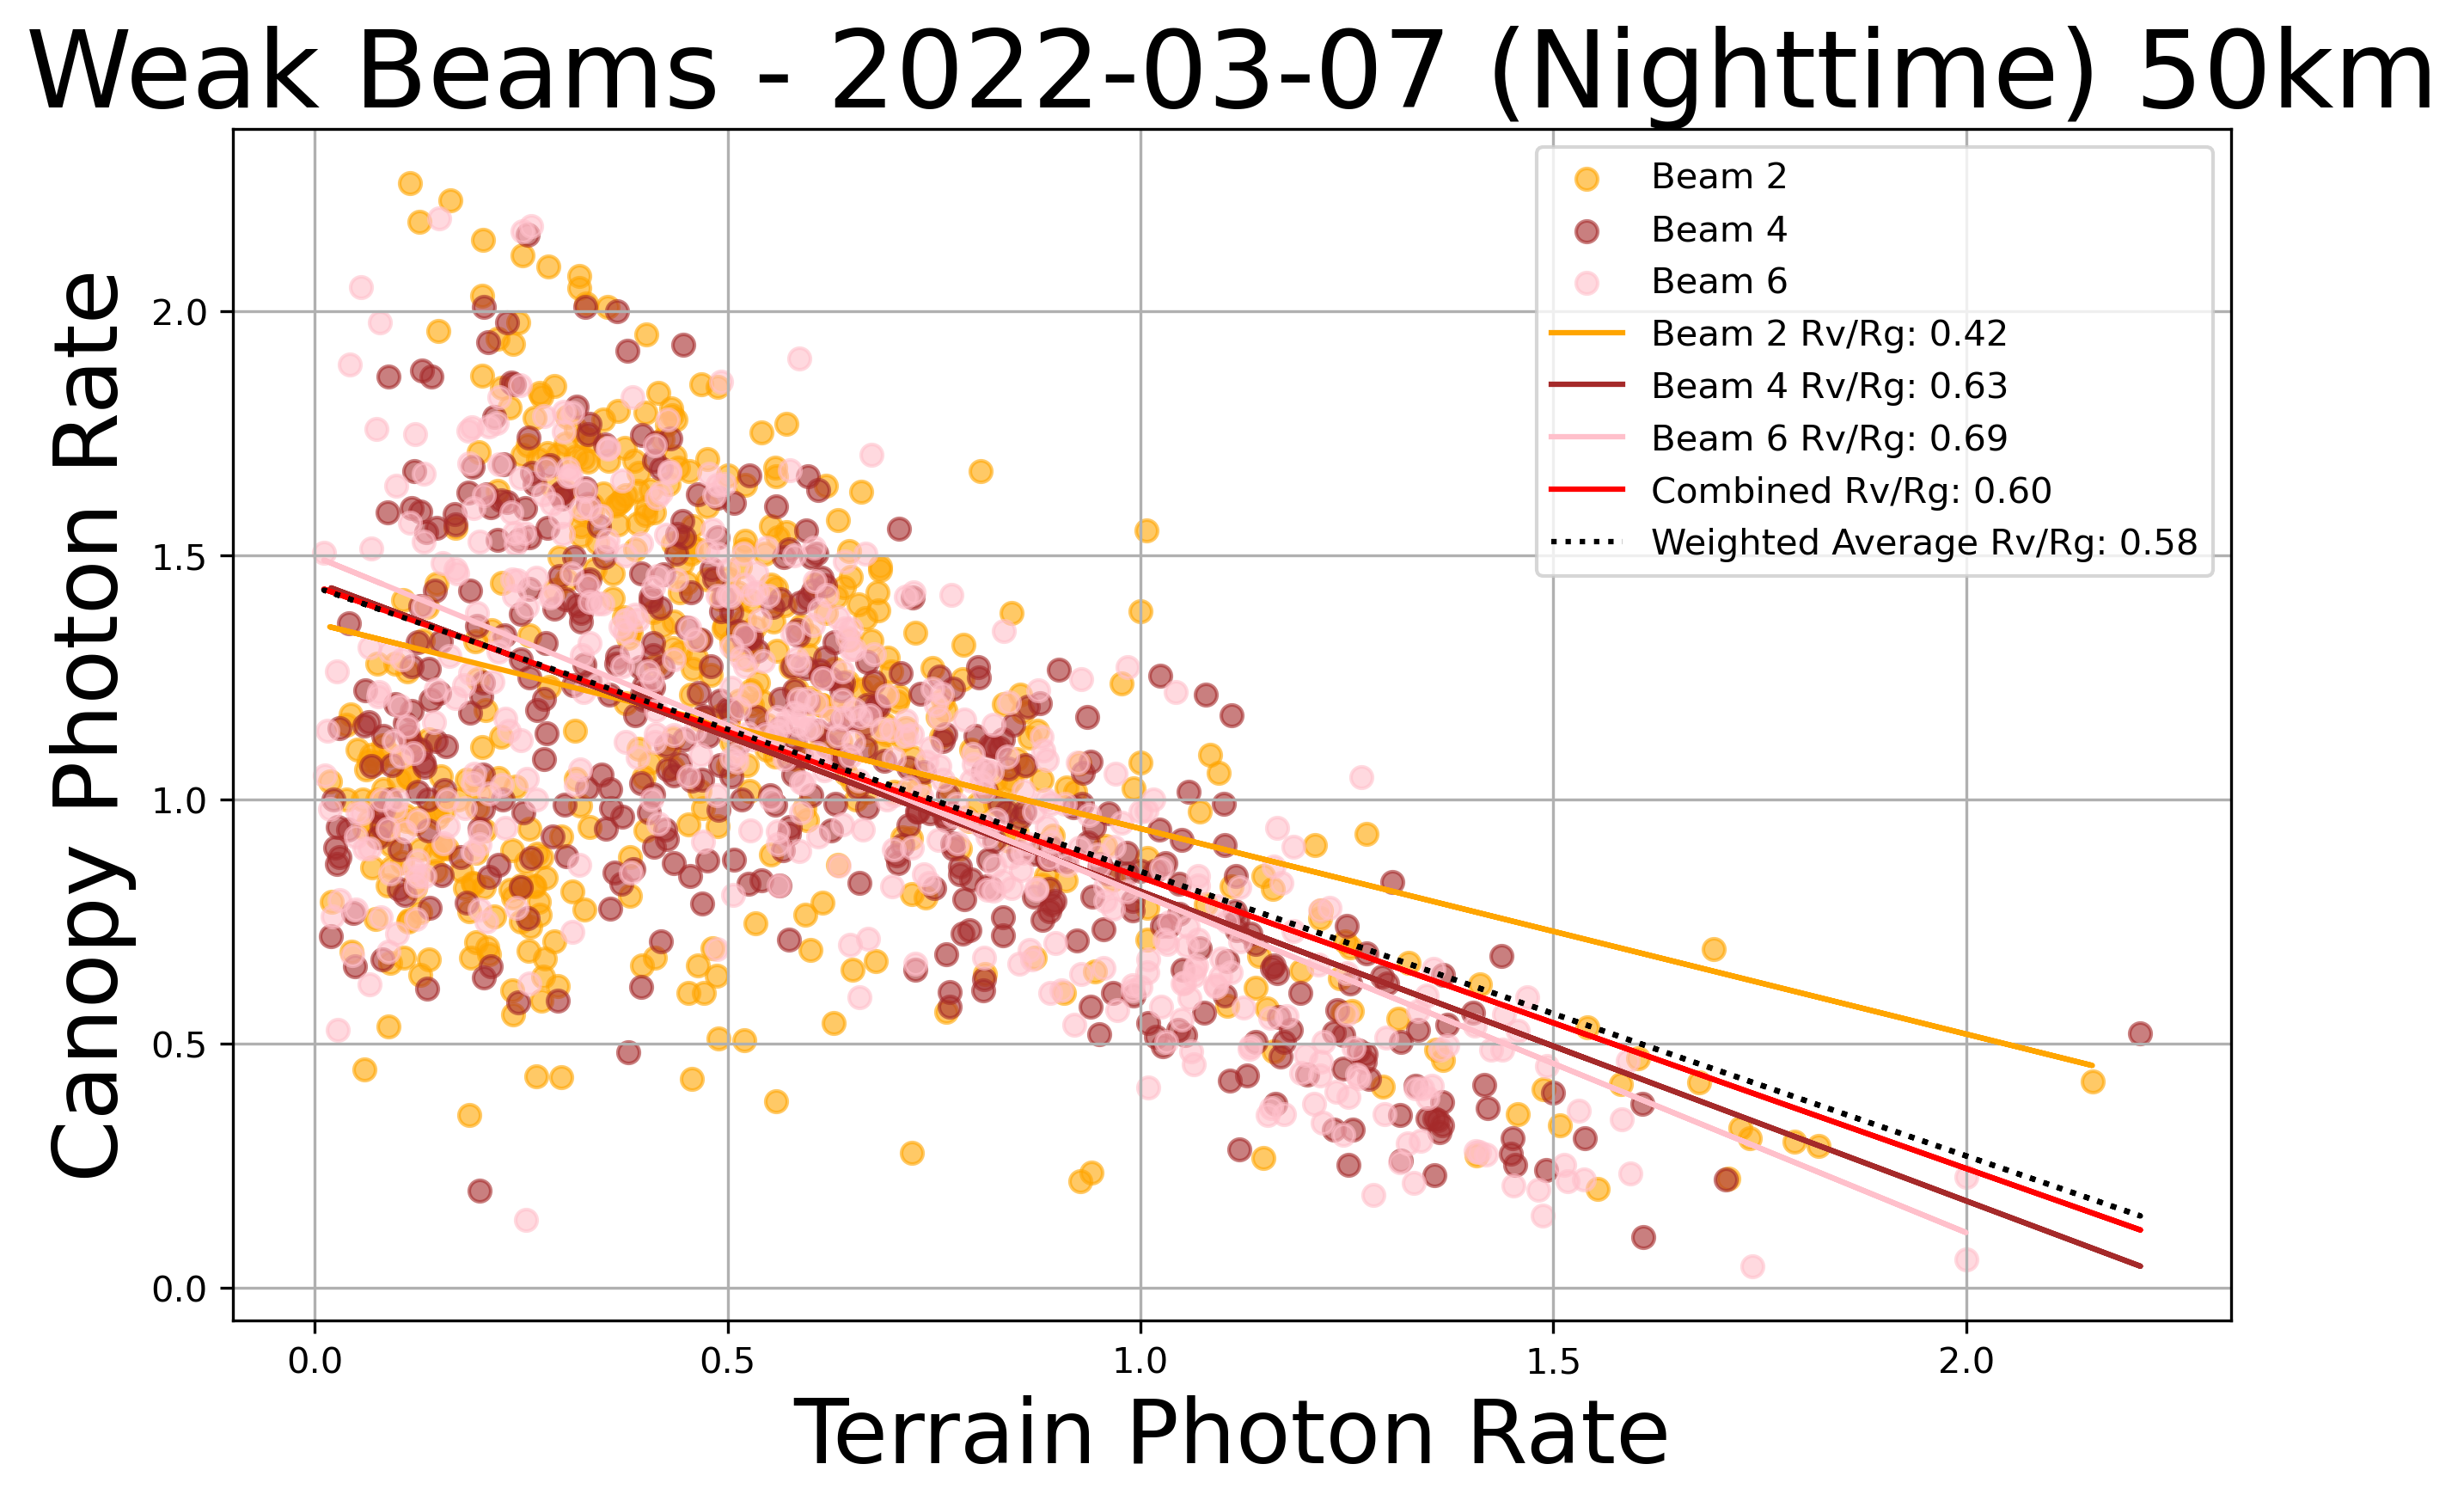 Weak Beams - 2022-03-07 (Nighttime) 50km
Canopy Photon Rate
2.0
1.5
1.0
0.5
0.0
Beam 2
Beam 4
Beam 6
Beam 2 Rv/Rg: 0.42
Beam 4 Rv/Rg: 0.63
Beam 6 Rv/Rg: 0.69
Combined Rv/Rg: 0.60
Weighted Average Rv/Rg: 0.58
0.0
0.5
1.0
1.5
2.0
Terrain Photon Rate